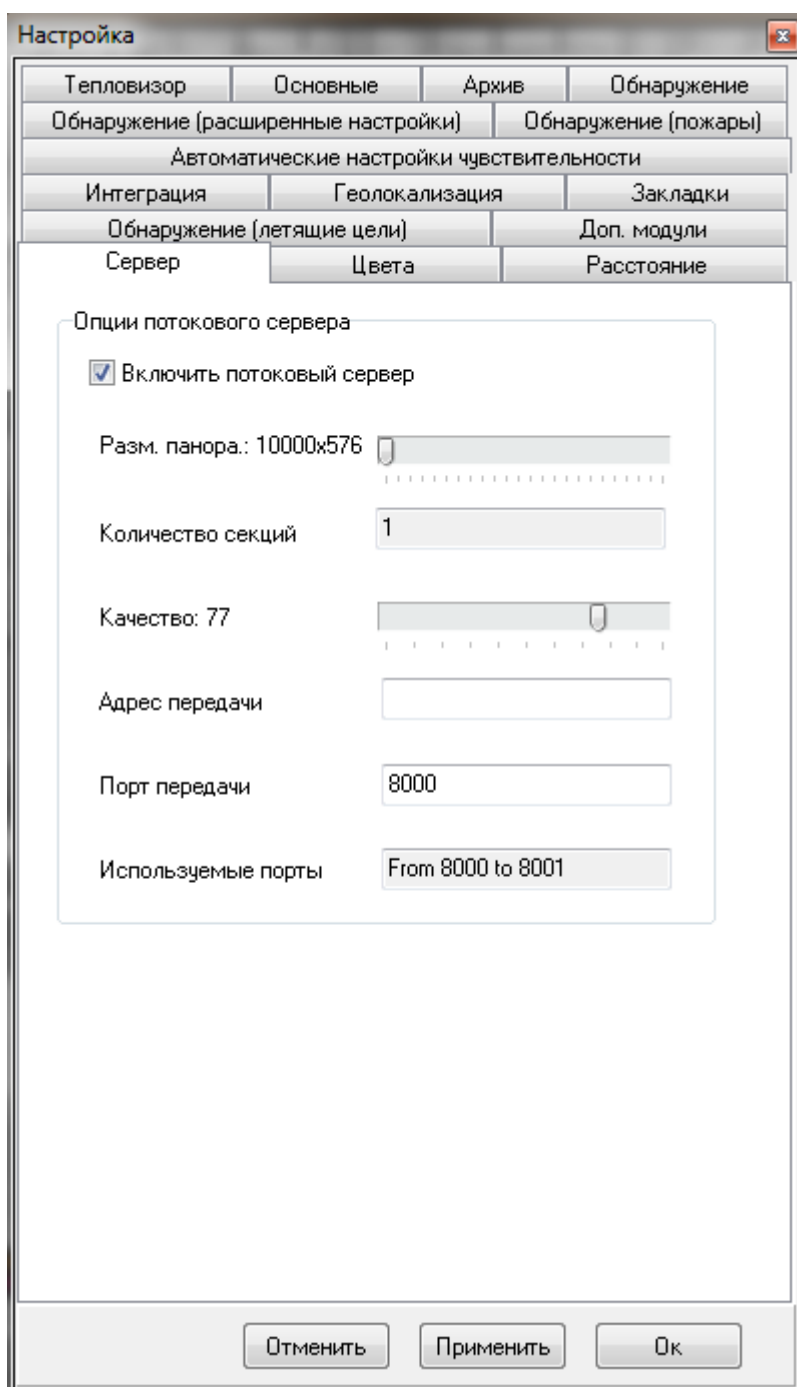 Настройка
Тепловизор Основные Архив Обнаружение
Обнаружение (расширенные настройки) Обнаружение (пожары)
Автоматические настройки чувствительности
Интеграция Геолокализация Закладки
Обнаружение (летящие цели) Доп. модули
Сервер Цвета Расстояние
Опции потокового сервера
Включить потоковый сервер
Разм. панора.: 10000x576
Количество секций 1
Качество: 77
Адрес передачи
Порт передачи 8000
Используемые порты From 8000 to 8001
Отменить Применить Ок